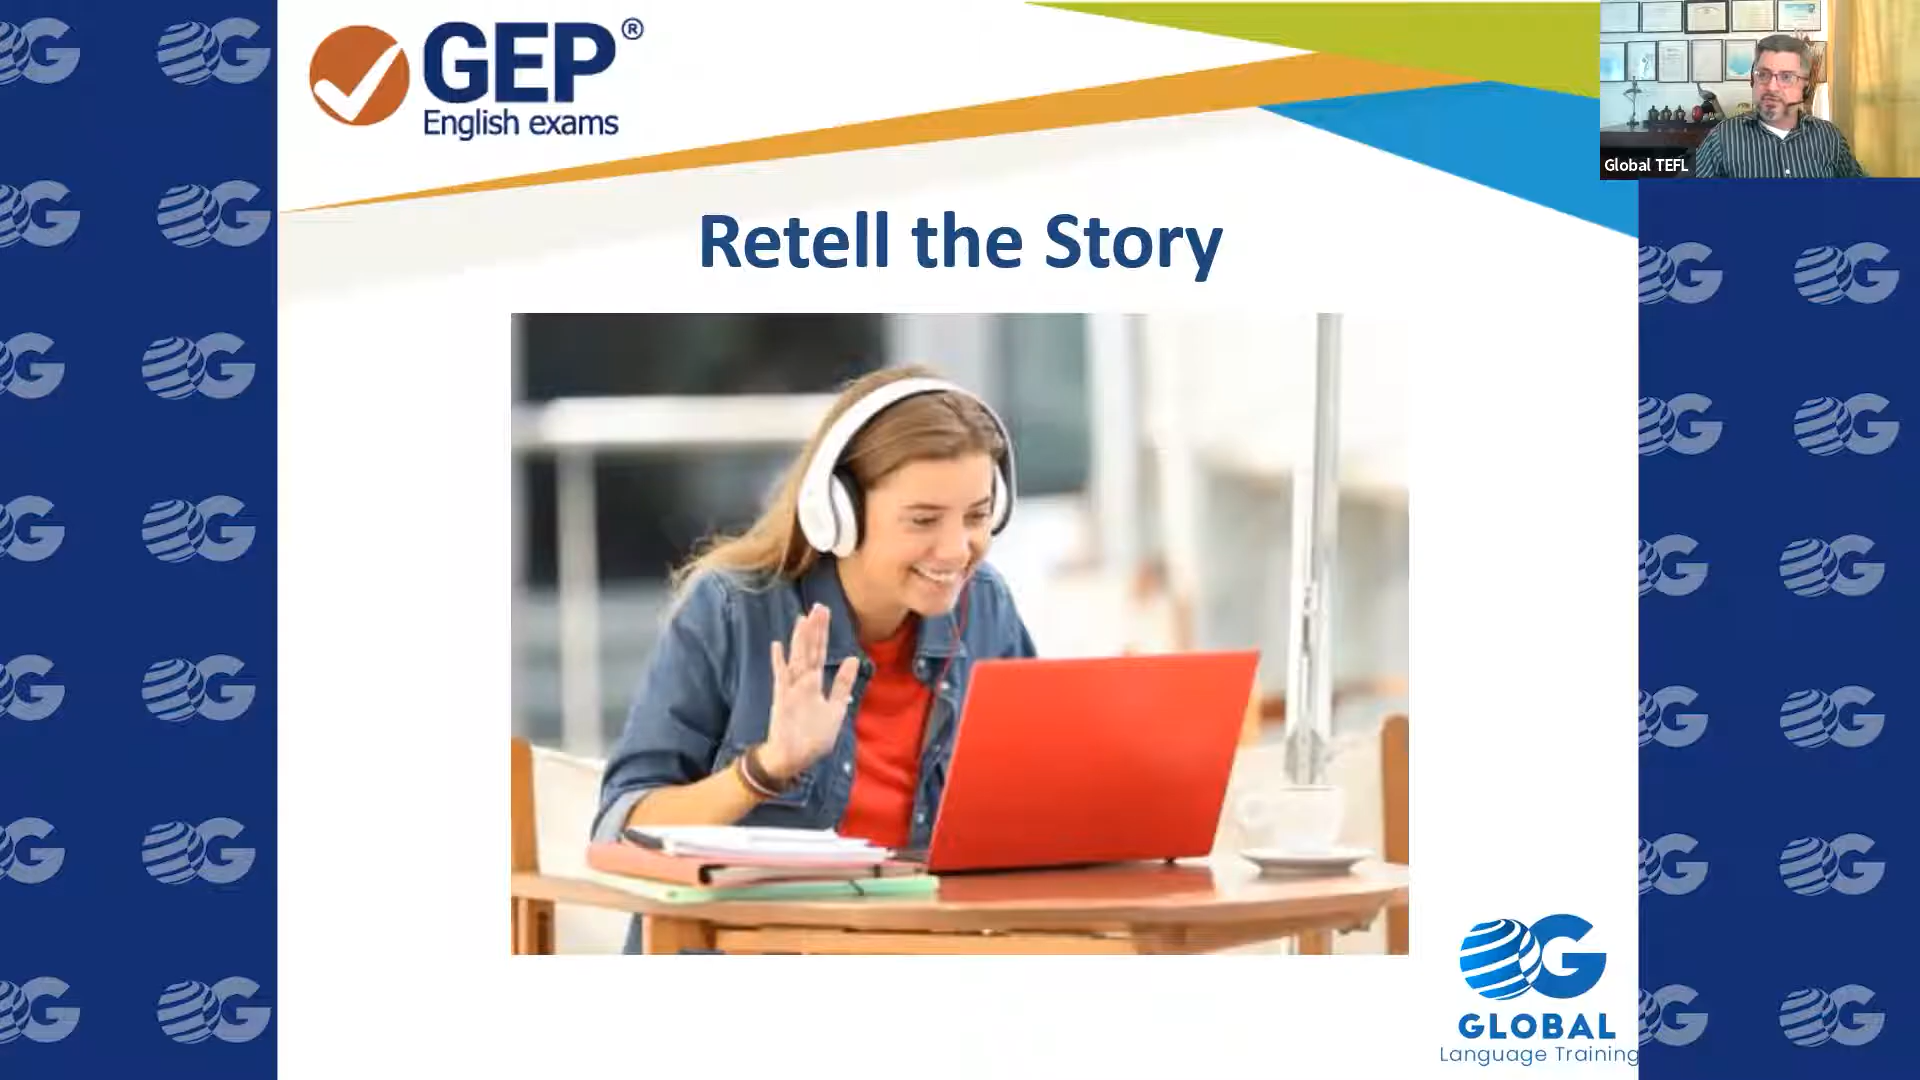 GEP®
English exams
Global TEFL
Retell the Story
GLOBAL
Language Training